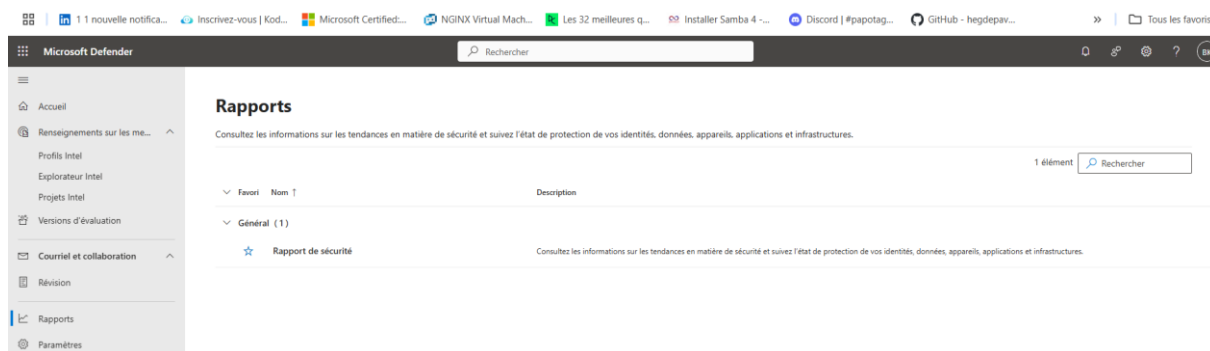 1 1 nouvelle notifica... Inscrivez-vous | Kod... Microsoft Certified:... NGINX Virtual Mach... Les 32 meilleures q... Installer Samba 4 -... Discord | #papotag... GitHub - hegdepav... » Tous les favoris
Microsoft Defender Rechercher
Accueil
Renseignements sur les me...
Profils Intel
Explorateur Intel
Projets Intel
Versions d'évaluation
Courriel et collaboration
Révision
Rapports
Paramètres
Rapports
Consultez les informations sur les tendances en matière de sécurité et suivez l'état de protection de vos identités, données, appareils, applications et infrastructures.
1 élément Rechercher
Favori Nom ↑ Description
Général (1)
Rapport de sécurité Consultez les informations sur les tendances en matière de sécurité et suivez l'état de protection de vos identités, données, appareils, applications et infrastructures.